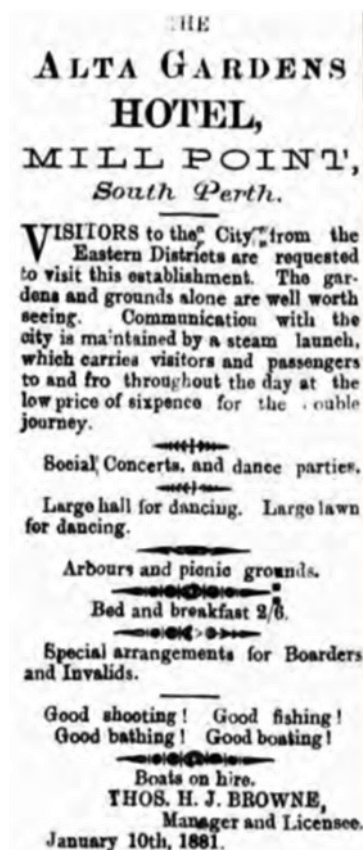 THE
ALTA GARDENS
HOTEL,
MILL POINT,
South Perth.
VISITORS to the City from the
Eastern Districts are requested
to visit this establishment. The gar-
dens and grounds alone are well worth
seeing. Communication with the
city is maintained by a steam launch,
which carries visitors and passengers
to and fro throughout the day at the
low price of sixpence for the double
journey.
Social Concerts, and dance parties.
Large hall for dancing. Large lawn
for dancing.
Arbours and picnic grounds.
Bed and breakfast 2/6.
Special arrangements for Boarders
and Invalids.
Good shooting! Good fishing!
Good bathing! Good boating!
Boats on hire.
THOS. H. J. BROWNE,
Manager and Licensee.
January 10th, 1881.